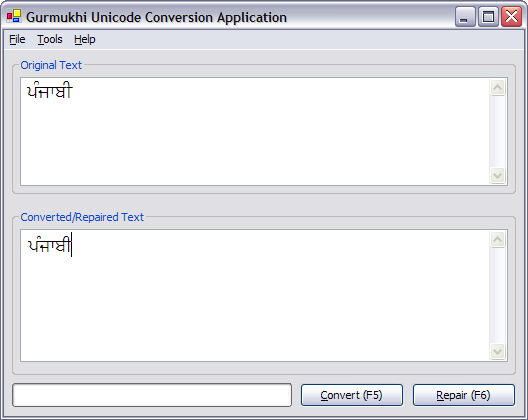 Gurmukhi Unicode Conversion Application
File Tools Help
Original Text
ਪੰਜਾਬੀ
Converted/Repaired Text
ਪੰਜਾਬੀ
Convert (F5) Repair (F6)